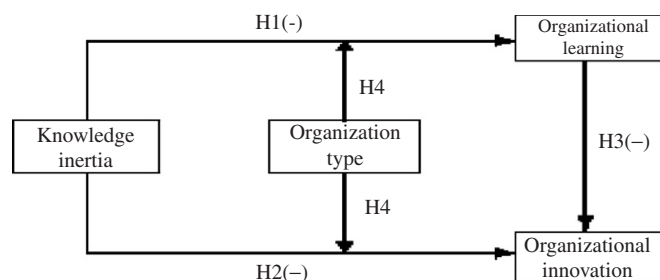 H1(-)
Organizational
learning
H4
Knowledge
inertia
Organization
type
H3(−)
H4
H2(−)
Organizational
innovation